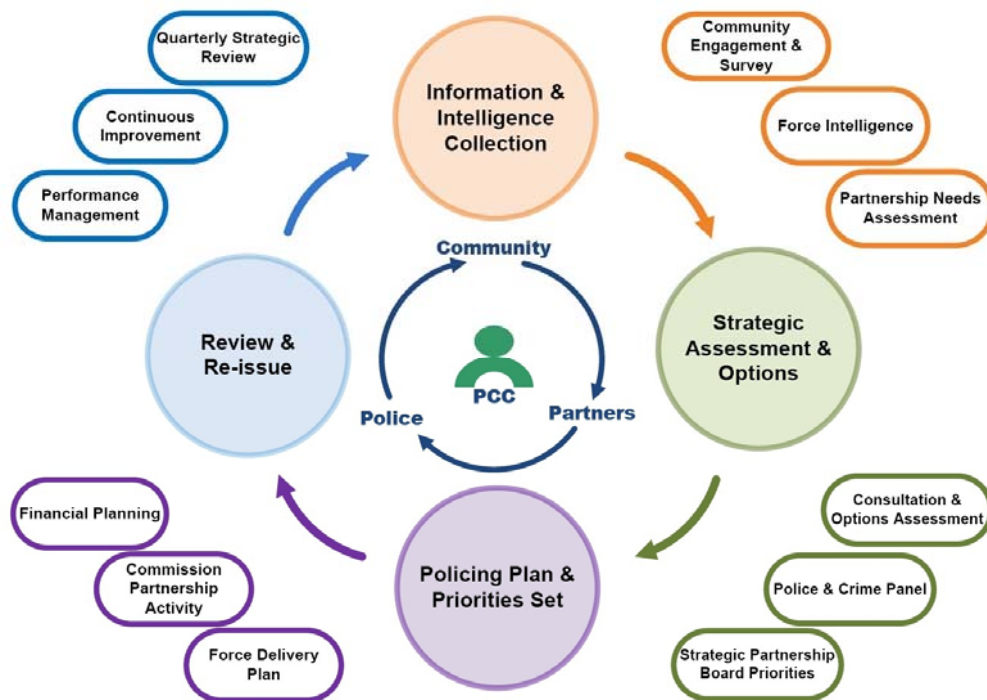 Quarterly Strategic
Review
Continuous
Improvement
Performance
Management
Information &
Intelligence
Collection
Community
Engagement &
Survey
Force Intelligence
Partnership Needs
Assessment
Community
Partners
Police
PCC
Review &
Re-issue
Strategic
Assessment &
Options
Financial Planning
Commission
Partnership
Activity
Force Delivery
Plan
Policing Plan &
Priorities Set
Consultation &
Options Assessment
Police & Crime Panel
Strategic Partnership
Board Priorities